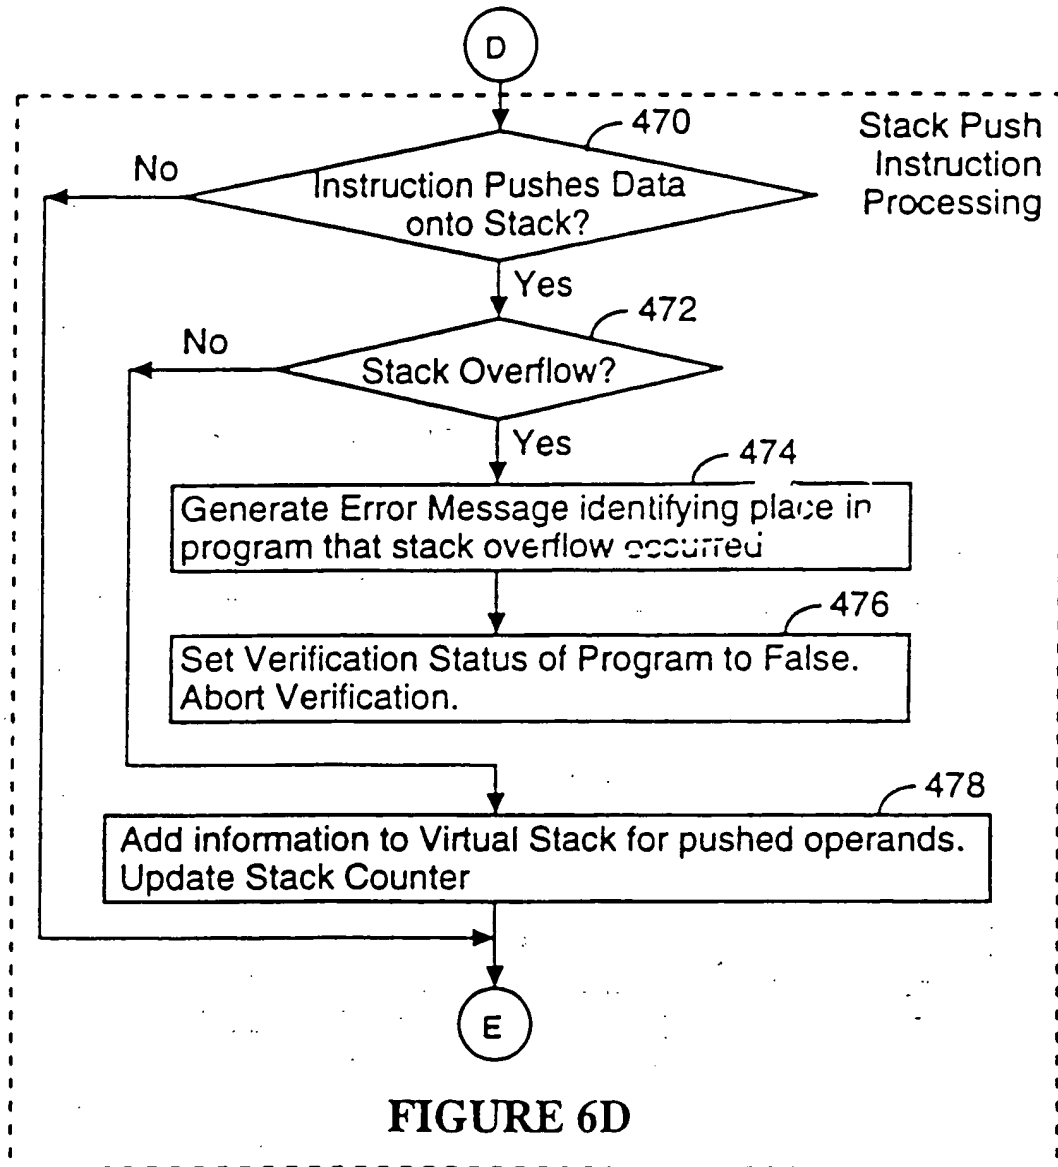 D
470
Stack Push
Instruction
Processing
No
Instruction Pushes Data
onto Stack?
Yes
472
No
Stack Overflow?
Yes
474
Generate Error Message identifying place in
program that stack overflow occurred
476
Set Verification Status of Program to False.
Abort Verification.
478
Add information to Virtual Stack for pushed operands.
Update Stack Counter
E
FIGURE 6D